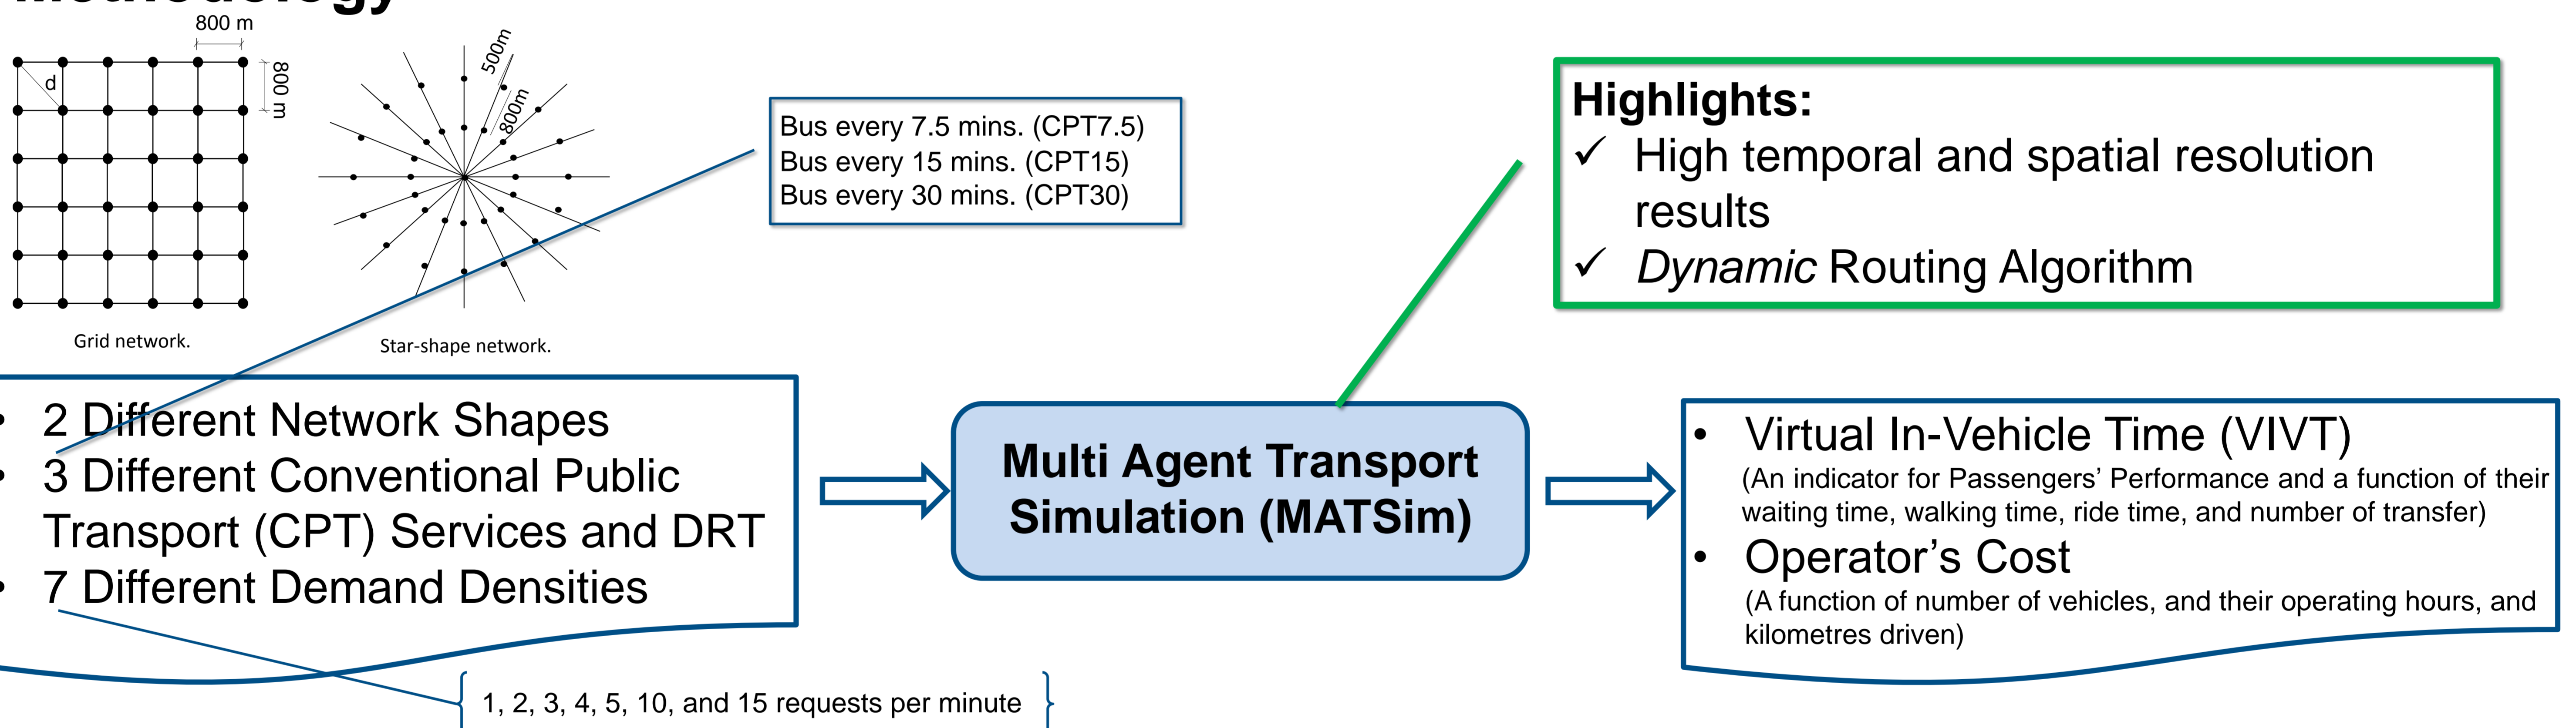 Methodology
800 m
800 m
d
Grid network.
500m
800m
Star-shape network.
Bus every 7.5 mins. (CPT7.5)
Bus every 15 mins. (CPT15)
Bus every 30 mins. (CPT30)
Highlights:
✓ High temporal and spatial resolution
results
✓ Dynamic Routing Algorithm
• 2 Different Network Shapes
• 3 Different Conventional Public
Transport (CPT) Services and DRT
• 7 Different Demand Densities
1, 2, 3, 4, 5, 10, and 15 requests per minute
Multi Agent Transport
Simulation (MATSim)
• Virtual In-Vehicle Time (VIVT)
(An indicator for Passengers’ Performance and a function of their
waiting time, walking time, ride time, and number of transfer)
• Operator’s Cost
(A function of number of vehicles, and their operating hours, and
kilometres driven)